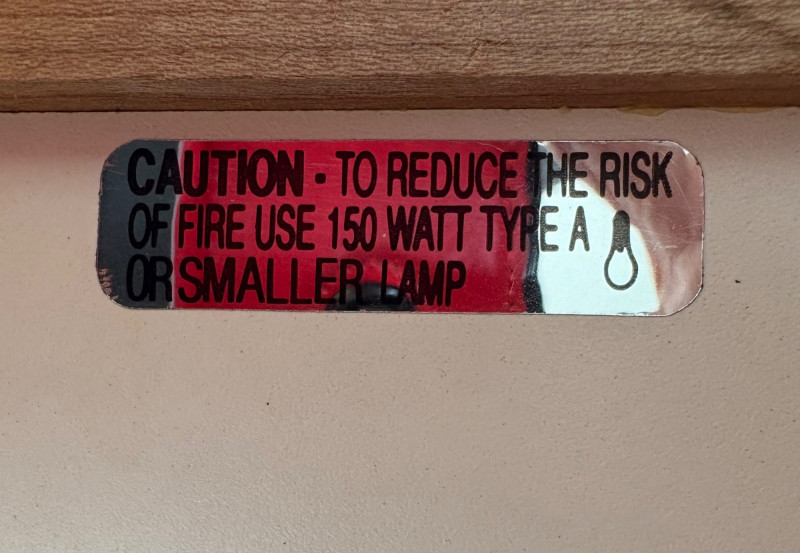 CAUTION - TO REDUCE THE RISK
OF FIRE USE 150 WATT TYPE A
OR SMALLER LAMP